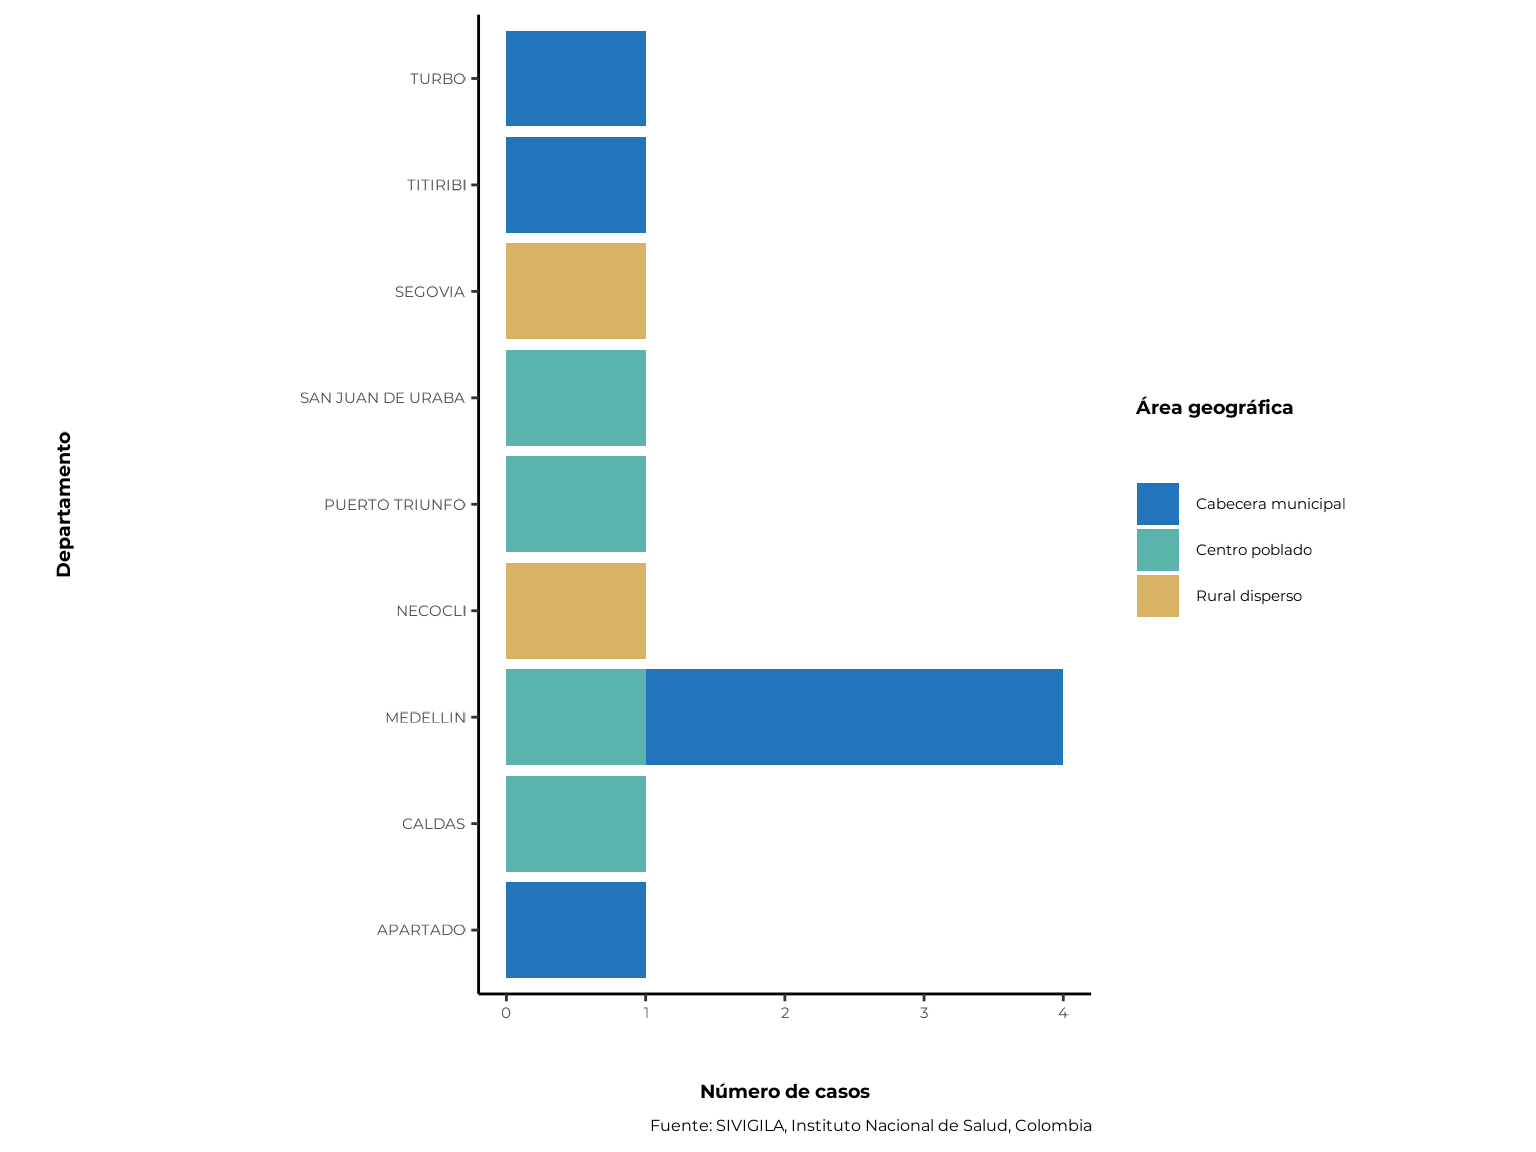 Departamento
TURBO
TITIRIBI
SEGOVIA
SAN JUAN DE URABA
PUERTO TRIUNFO
NECOCLI
MEDELLIN
CALDAS
APARTADO
0 1 2 3 4
Número de casos
Fuente: SIVIGILA, Instituto Nacional de Salud, Colombia
Área geográfica
Cabecera municipal
Centro poblado
Rural disperso